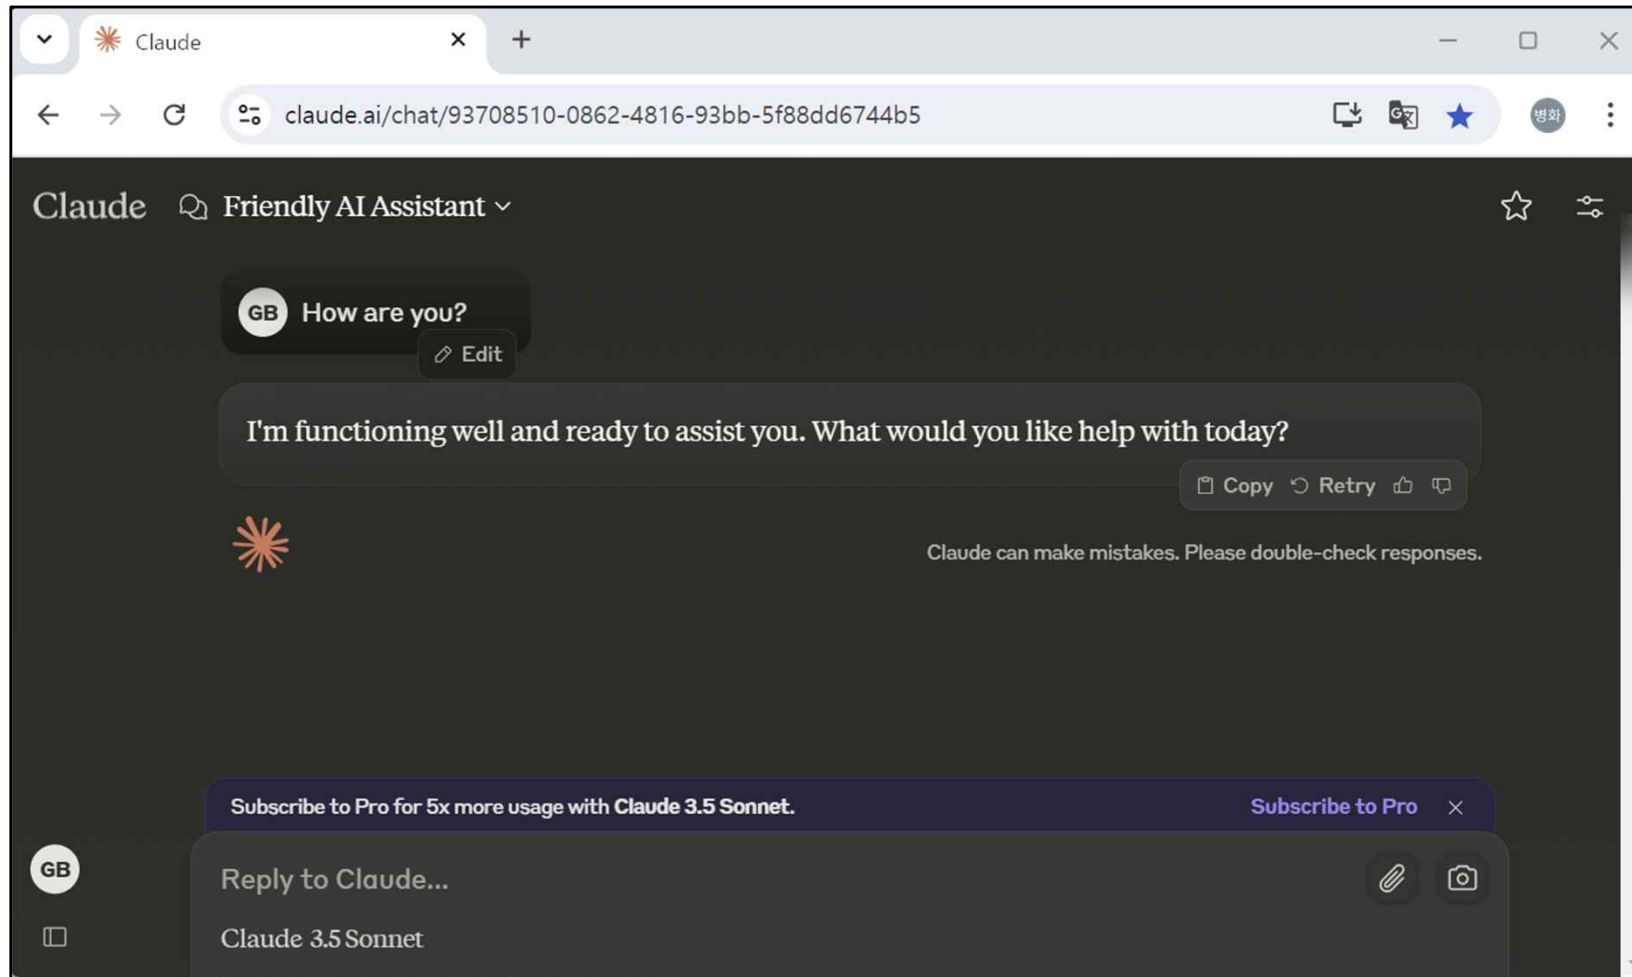 Claude
claude.ai/chat/93708510-0862-4816-93bb-5f88dd6744b5
병화
Claude
Friendly AI Assistant
GB
How are you?
Edit
I'm functioning well and ready to assist you. What would you like help with today?
Copy
Retry
Claude can make mistakes. Please double-check responses.
Subscribe to Pro for 5x more usage with Claude 3.5 Sonnet.
Subscribe to Pro
GB
Reply to Claude...
Claude 3.5 Sonnet